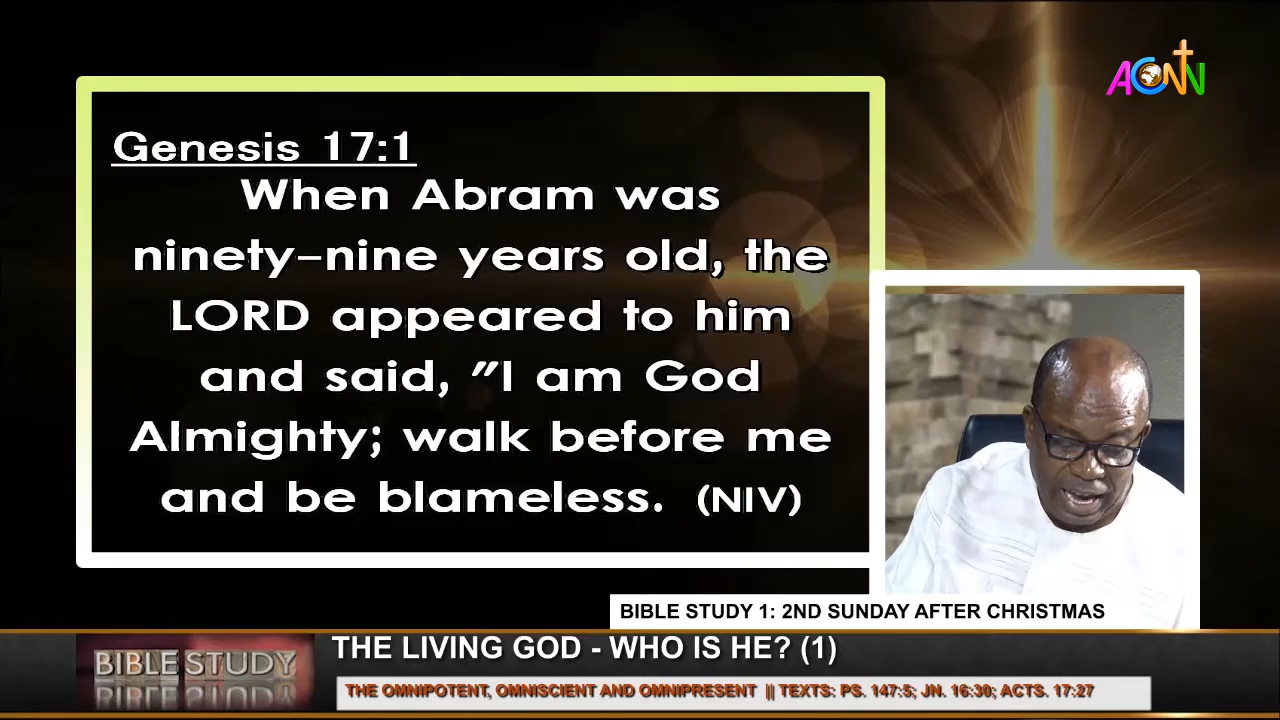 ACNN
Genesis 17:1
When Abram was
ninety-nine years old, the
LORD appeared to him
and said, "I am God
Almighty; walk before me
and be blameless. (NIV)
BIBLE STUDY 1: 2ND SUNDAY AFTER CHRISTMAS
BIBLE STUDY
THE LIVING GOD - WHO IS HE? (1)
THE OMNIPOTENT, OMNISCIENT AND OMNIPRESENT || TEXTS: PS. 147:5; JN. 16:30; ACTS. 17:27